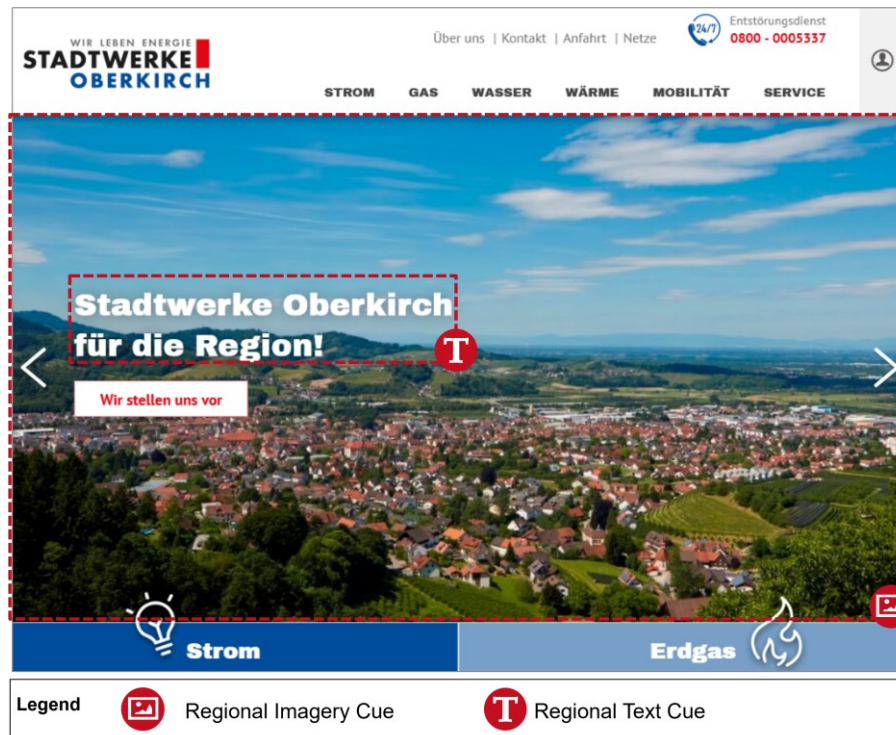 WIR LEBEN ENERGIE
STADTWERKE
OBERKIRCH
Über uns | Kontakt | Anfahrt | Netze
24/7
Entstörungsdienst
0800 - 0005337
STROM GAS WASSER WÄRME MOBILITÄT SERVICE
Stadtwerke Oberkirch
für die Region!
T
Wir stellen uns vor
Strom
Erdgas
Legend
Regional Imagery Cue
T
Regional Text Cue